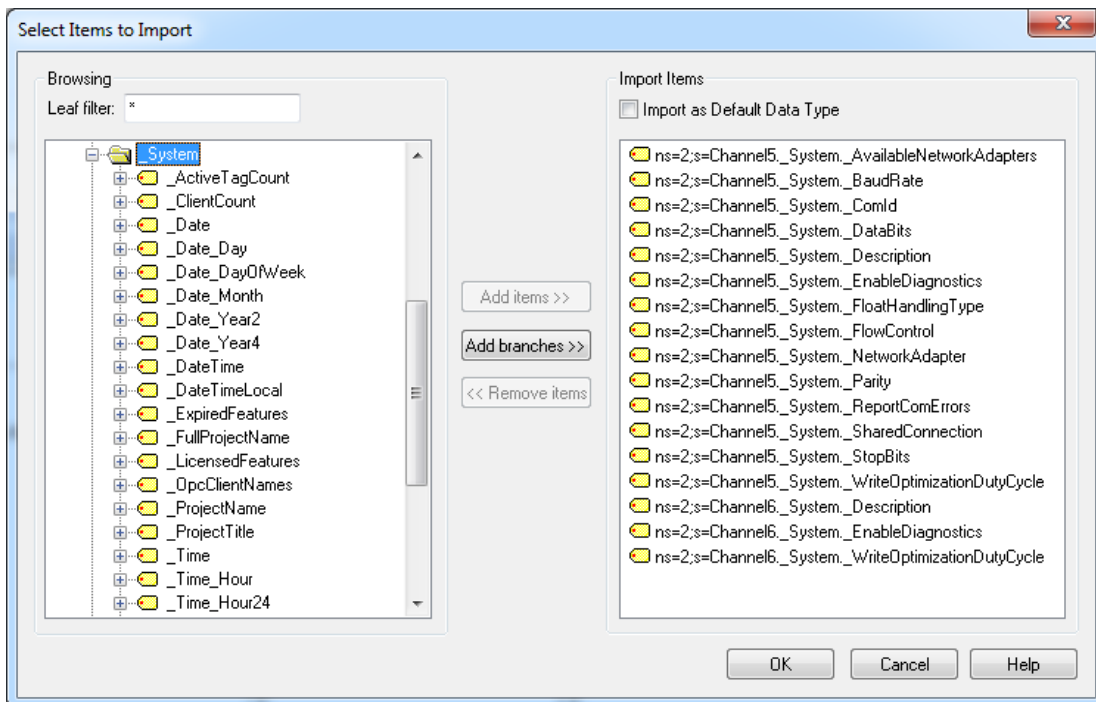 Select Items to Import
Browsing
Leaf filter: *
_System
_ActiveTagCount
_ClientCount
_Date
_Date_Day
_Date_DayOfWeek
_Date_Month
_Date_Year2
_Date_Year4
_DateTime
_DateTimeLocal
_ExpiredFeatures
_FullProjectName
_LicensedFeatures
_OpcClientNames
_ProjectName
_ProjectTitle
_Time
_Time_Hour
_Time_Hour24
Add items >>
Add branches >>
<< Remove items
Import Items
Import as Default Data Type
ns=2;s=Channel5._System._AvailableNetworkAdapters
ns=2;s=Channel5._System._BaudRate
ns=2;s=Channel5._System._ComId
ns=2;s=Channel5._System._DataBits
ns=2;s=Channel5._System._Description
ns=2;s=Channel5._System._EnableDiagnostics
ns=2;s=Channel5._System._FloatHandlingType
ns=2;s=Channel5._System._FlowControl
ns=2;s=Channel5._System._NetworkAdapter
ns=2;s=Channel5._System._Parity
ns=2;s=Channel5._System._ReportComErrors
ns=2;s=Channel5._System._SharedConnection
ns=2;s=Channel5._System._StopBits
ns=2;s=Channel5._System._WriteOptimizationDutyCycle
ns=2;s=Channel6._System._Description
ns=2;s=Channel6._System._EnableDiagnostics
ns=2;s=Channel6._System._WriteOptimizationDutyCycle
OK
Cancel
Help